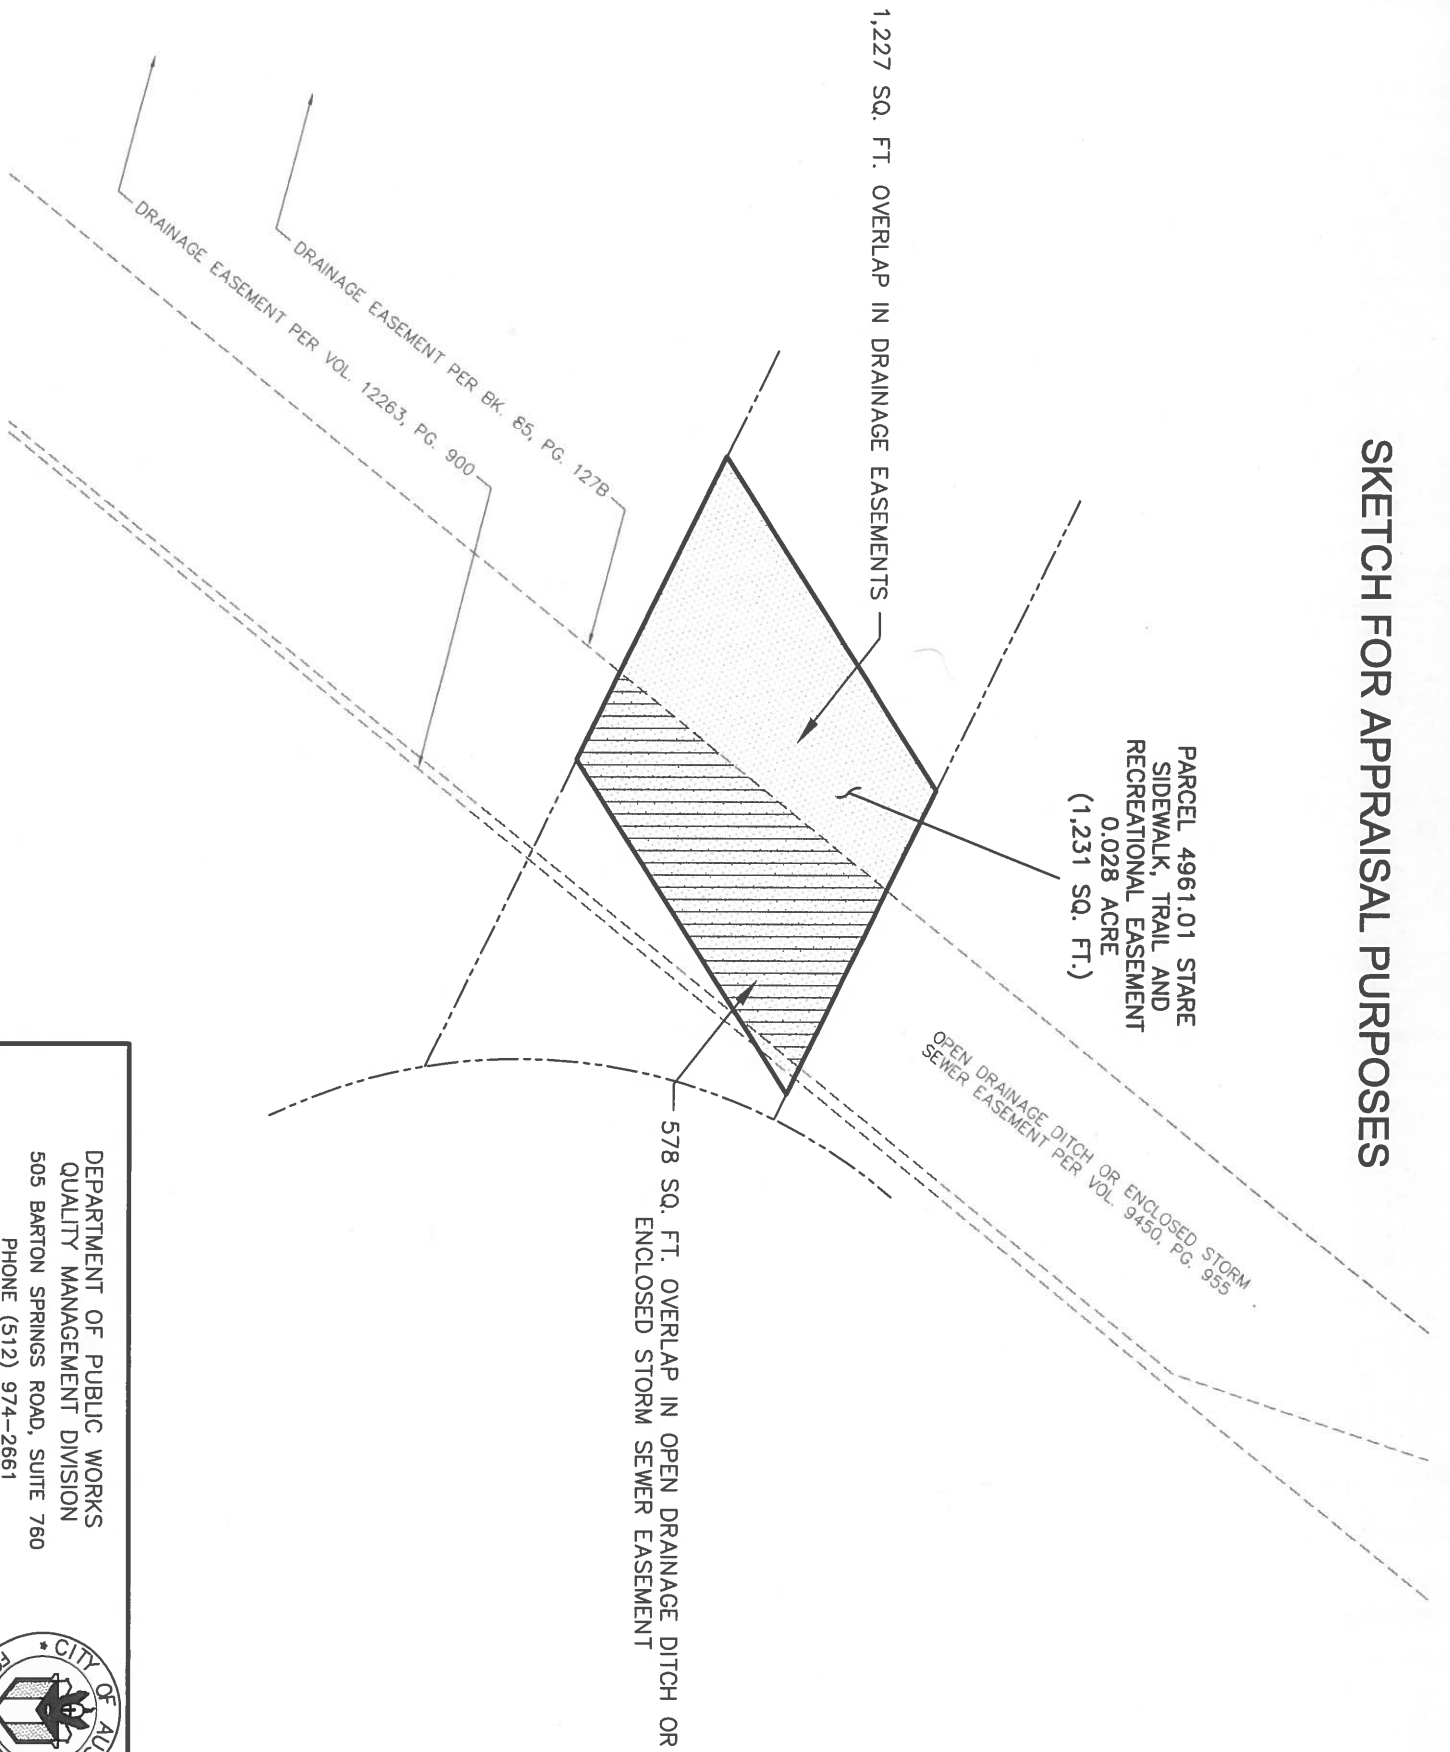 SKETCH FOR APPRAISAL PURPOSES
PARCEL 4961.01 STARE
SIDEWALK, TRAIL AND
RECREATIONAL EASEMENT
0.028 ACRE
(1,231 SQ. FT.)
1,227 SQ. FT. OVERLAP IN DRAINAGE EASEMENTS
OPEN DRAINAGE DITCH OR ENCLOSED STORM
SEWER EASEMENT PER VOL. 9450, PG. 955
578 SQ. FT. OVERLAP IN OPEN DRAINAGE DITCH OR
ENCLOSED STORM SEWER EASEMENT
DRAINAGE EASEMENT PER BK. 85, PG. 127B
DRAINAGE EASEMENT PER VOL. 12263, PG. 900
DEPARTMENT OF PUBLIC WORKS
QUALITY MANAGEMENT DIVISION
505 BARTON SPRINGS ROAD, SUITE 760
PHONE (512) 974-2661
CITY OF